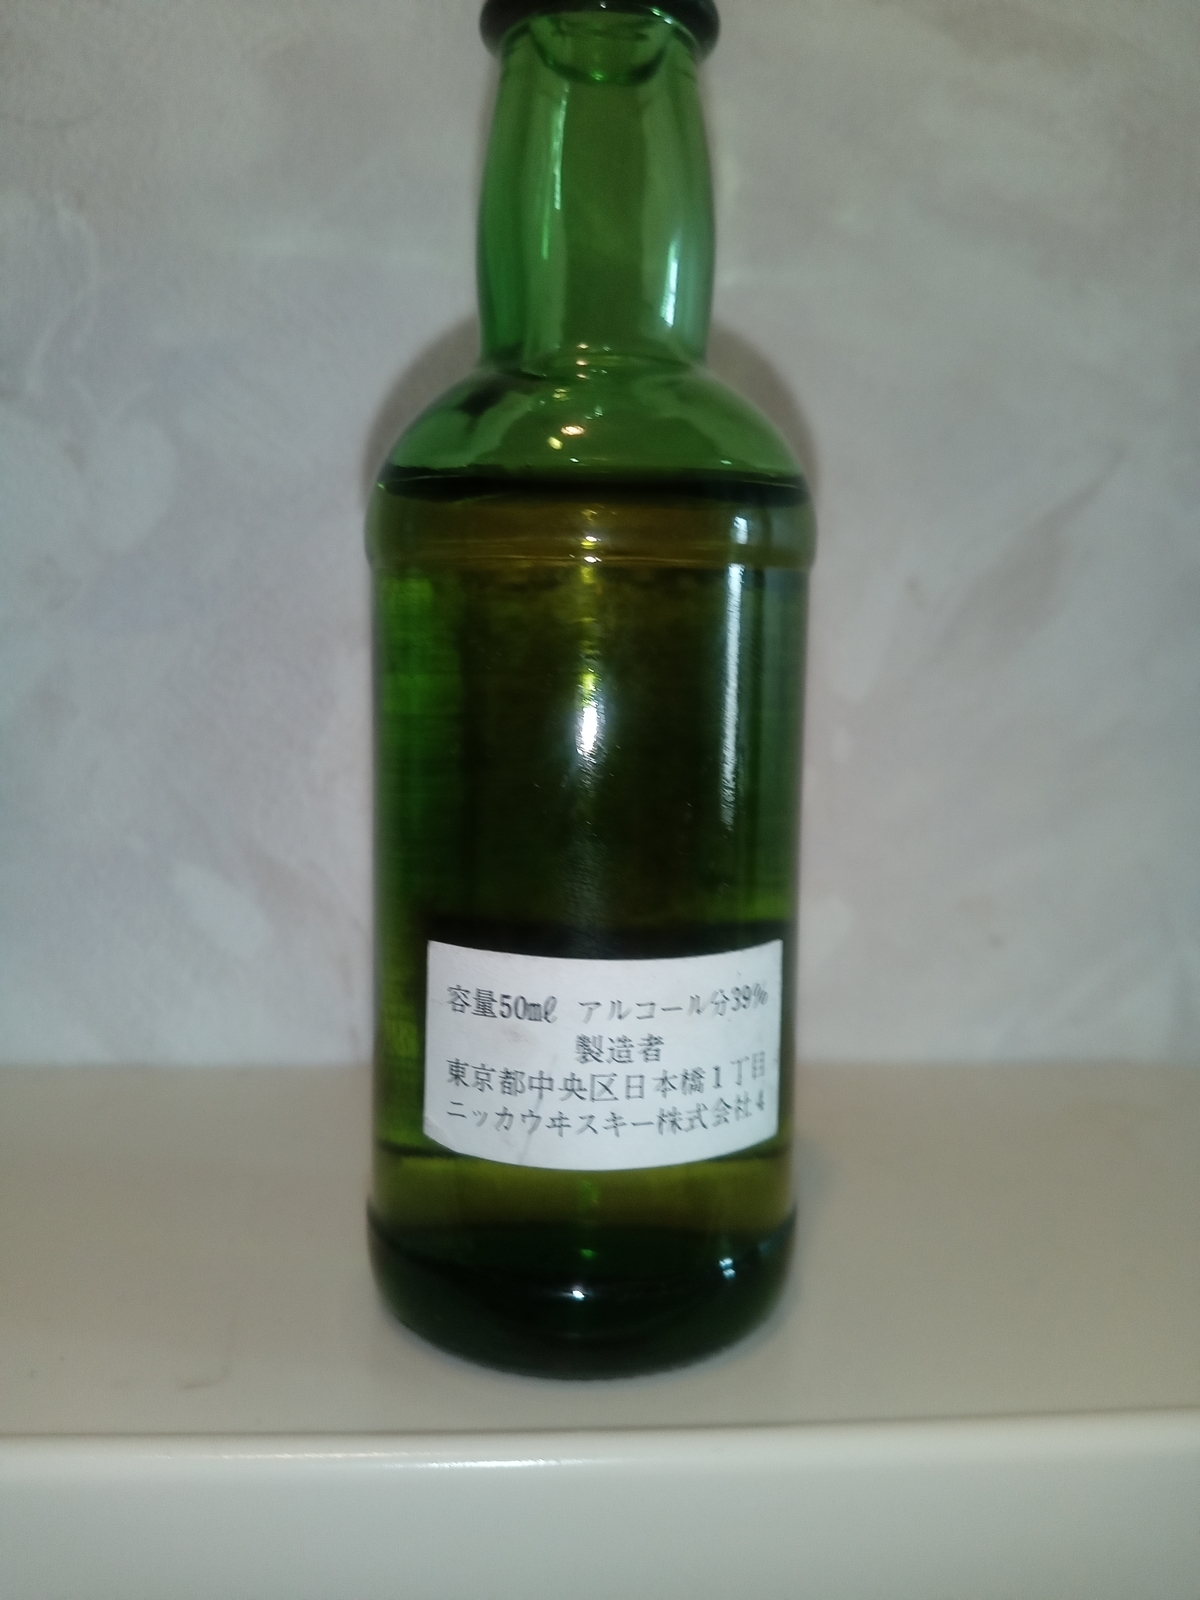 容量50mℓ アルコール分39%
製造者
東京都中央区日本橋1丁目
ニッカウヰスキー株式会社4